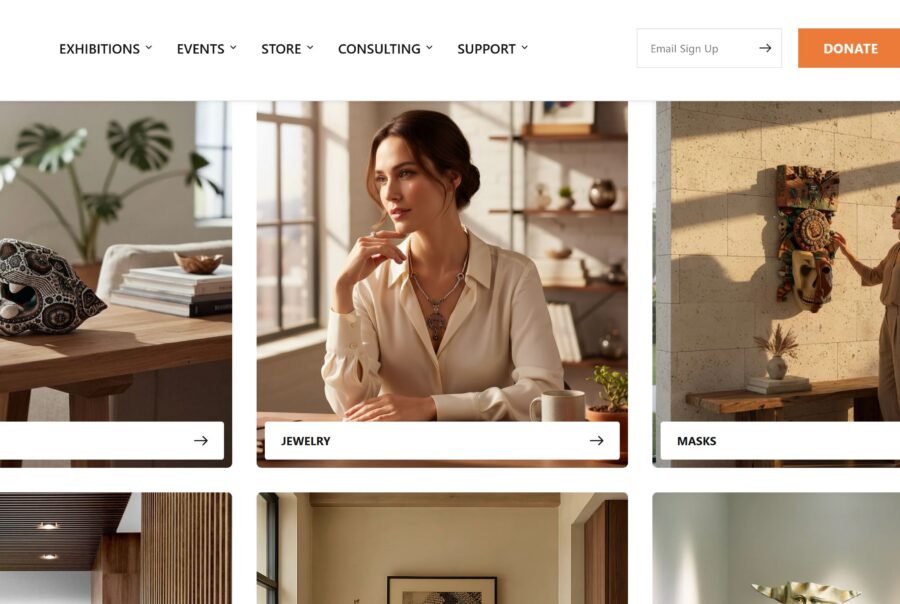 EXHIBITIONS EVENTS STORE CONSULTING SUPPORT Email Sign Up DONATE
JEWELRY
MASKS